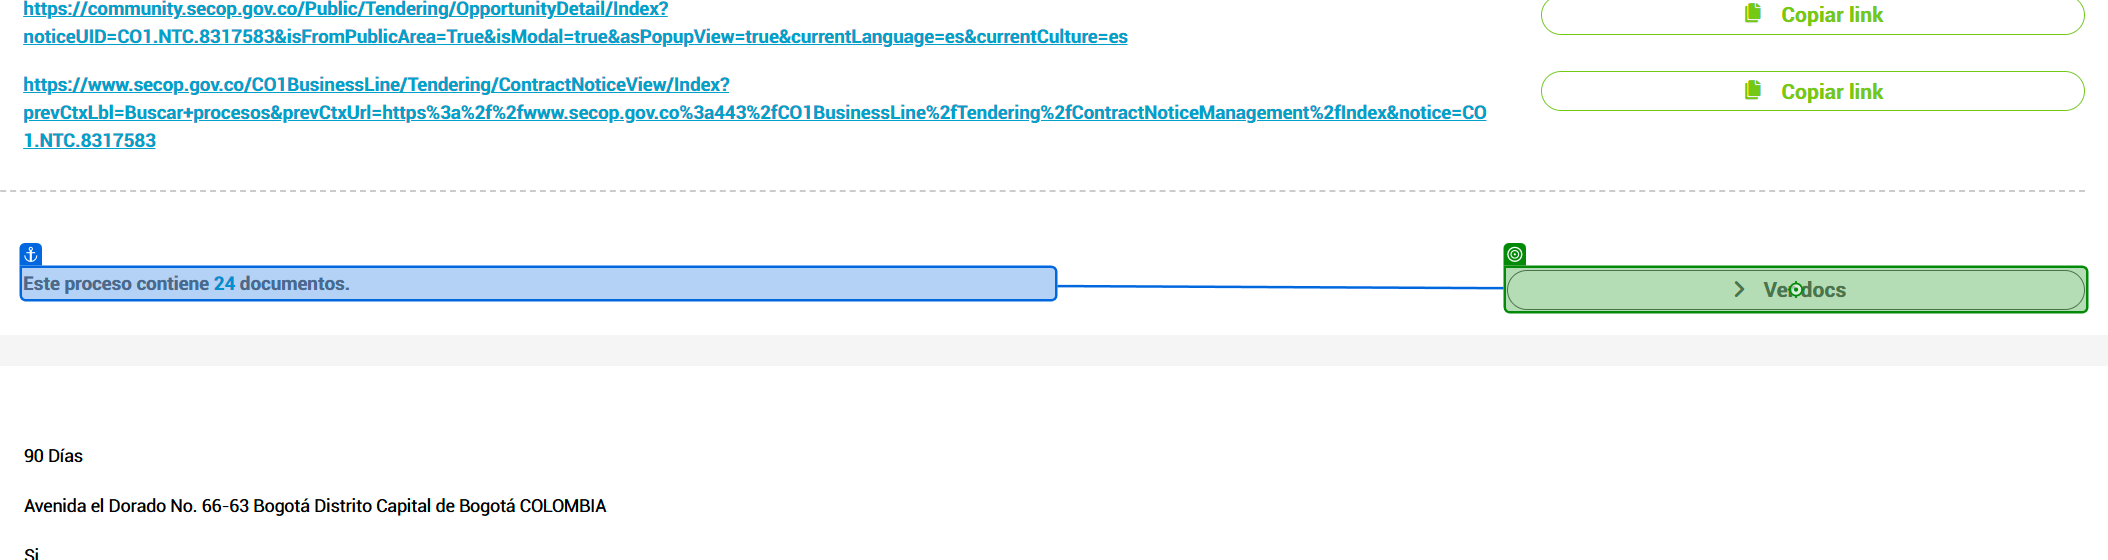 https://community.secop.gov.co/Public/Tendering/OpportunityDetail/Index?
noticeUID=CO1.NTC.8317583&isFromPublicArea=True&isModal=true&asPopupView=true&currentLanguage=es&currentCulture=es
Copiar link
https://www.secop.gov.co/CO1BusinessLine/Tendering/ContractNoticeView/Index?
prevCtxLbl=Buscar+procesos&prevCtxUrl=https%3a%2f%2fwww.secop.gov.co%3a443%2fCO1BusinessLine%2fTendering%2fContractNoticeManagement%2fIndex&notice=CO
1.NTC.8317583
Copiar link
Este proceso contiene 24 documentos.
Ver docs
90 Días
Avenida el Dorado No. 66-63 Bogotá Distrito Capital de Bogotá COLOMBIA
Si